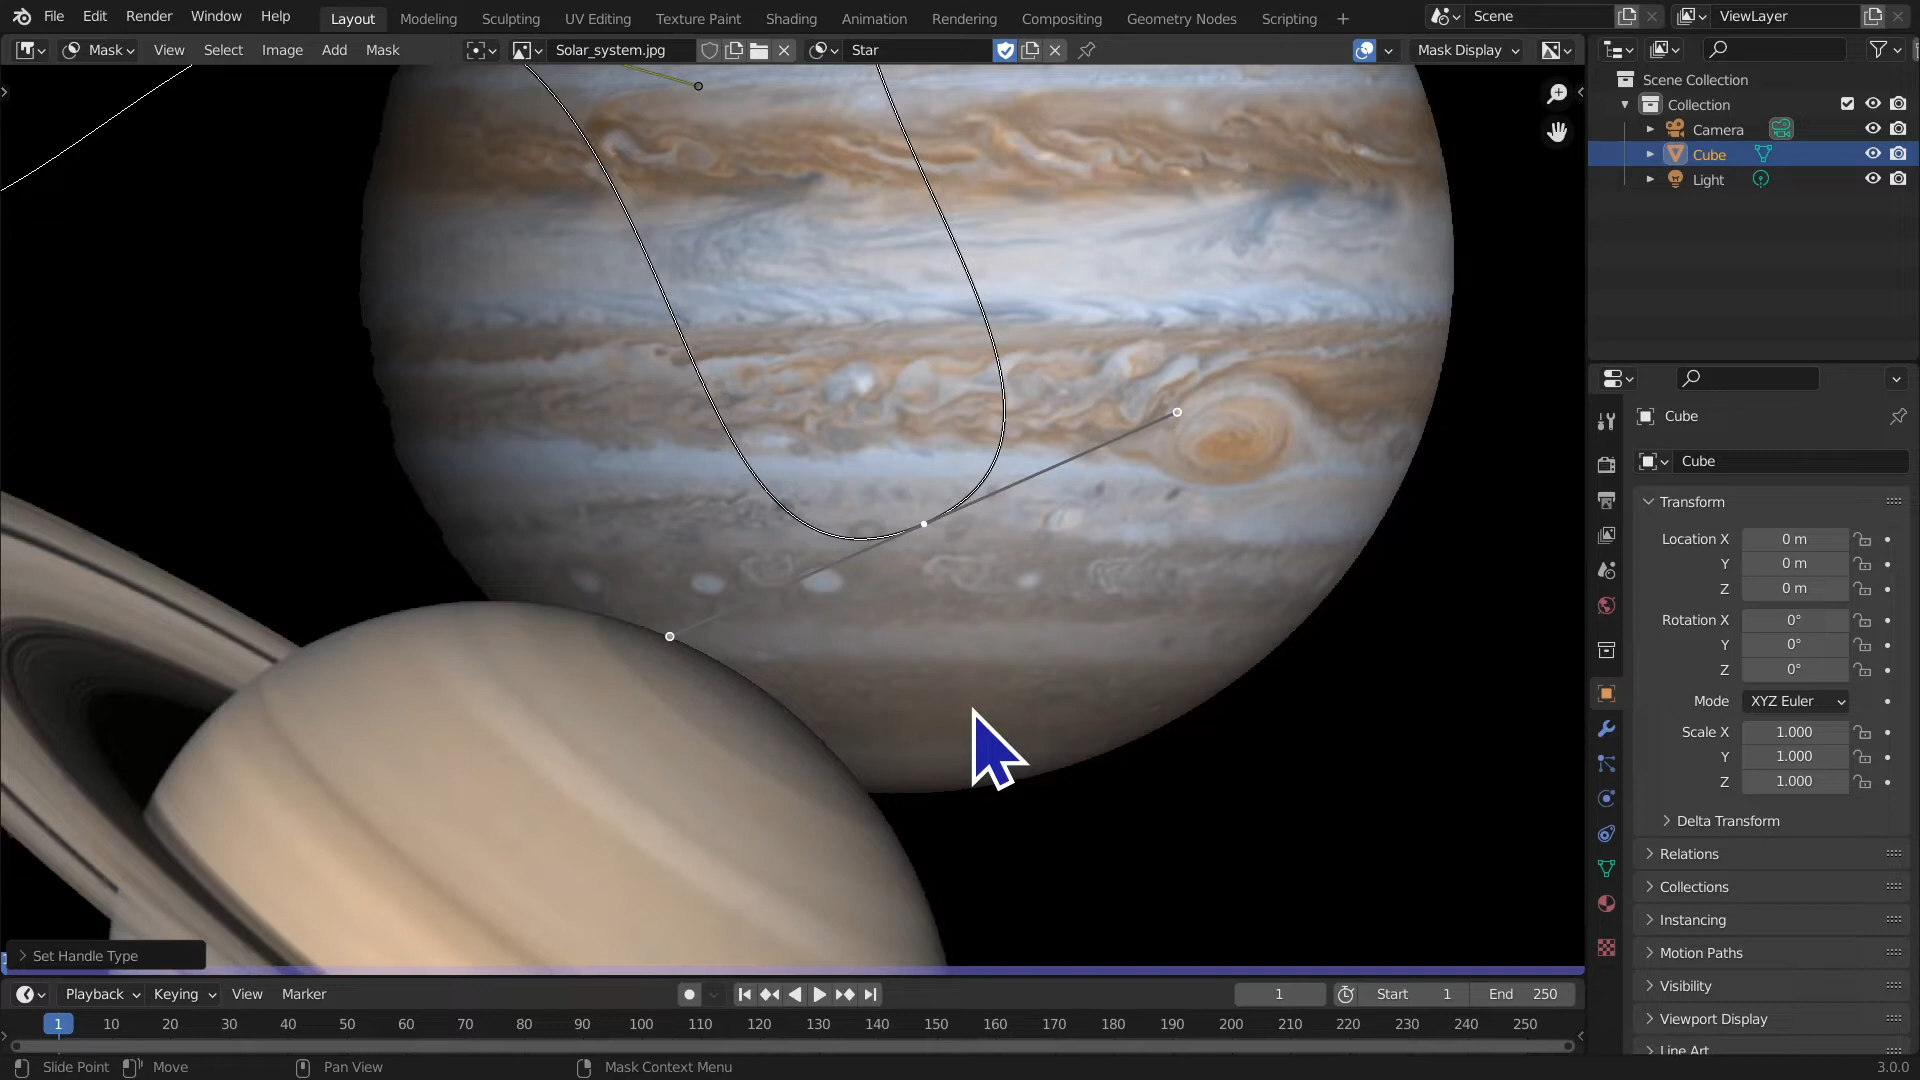 File Edit Render Window Help Layout Modeling Sculpting UV Editing Texture Paint Shading Animation Rendering Compositing Geometry Nodes Scripting + Scene ViewLayer
Mask View Select Image Add Mask Solar_system.jpg Star Mask Display
Scene Collection
Collection
Camera
Cube
Light
Cube
Cube
Transform
Location X 0 m
Y 0 m
Z 0 m
Rotation X 0°
Y 0°
Z 0°
Mode XYZ Euler
Scale X 1.000
Y 1.000
Z 1.000
Delta Transform
Relations
Collections
Instancing
Motion Paths
Visibility
Viewport Display
Line Art
Set Handle Type
Playback Keying View Marker 1 Start 1 End 250
1 10 20 30 40 50 60 70 80 90 100 110 120 130 140 150 160 170 180 190 200 210 220 230 240 250
Slide Point Move Pan View Mask Context Menu 3.0.0